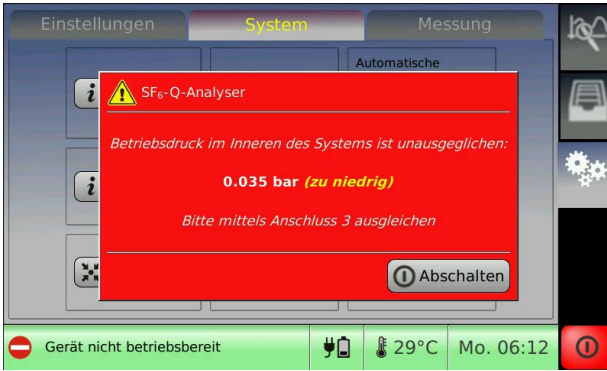 Einstellungen
System
Messung
Automatische
SF₆-Q-Analyser
Betriebsdruck im Inneren des Systems ist unausgeglichen:
0.035 bar (zu niedrig)
Bitte mittels Anschluss 3 ausgleichen
Abschalten
Gerät nicht betriebsbereit
29°C
Mo. 06:12